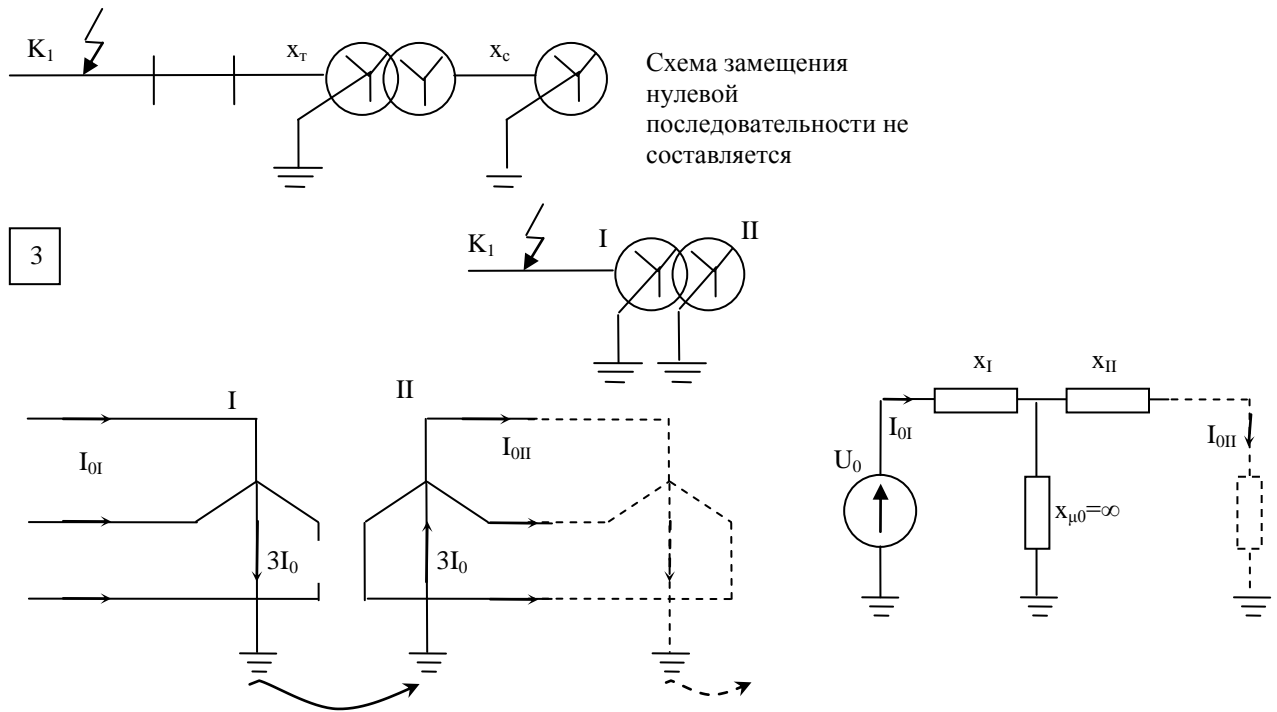 K₁
xт
xс
Схема замещения
нулевой
последовательности не
составляется
3
K₁
I
II
I
II
I₀I
3I₀
3I₀
I₀II
xI
xII
U₀
I₀I
xμ0=∞
I₀II